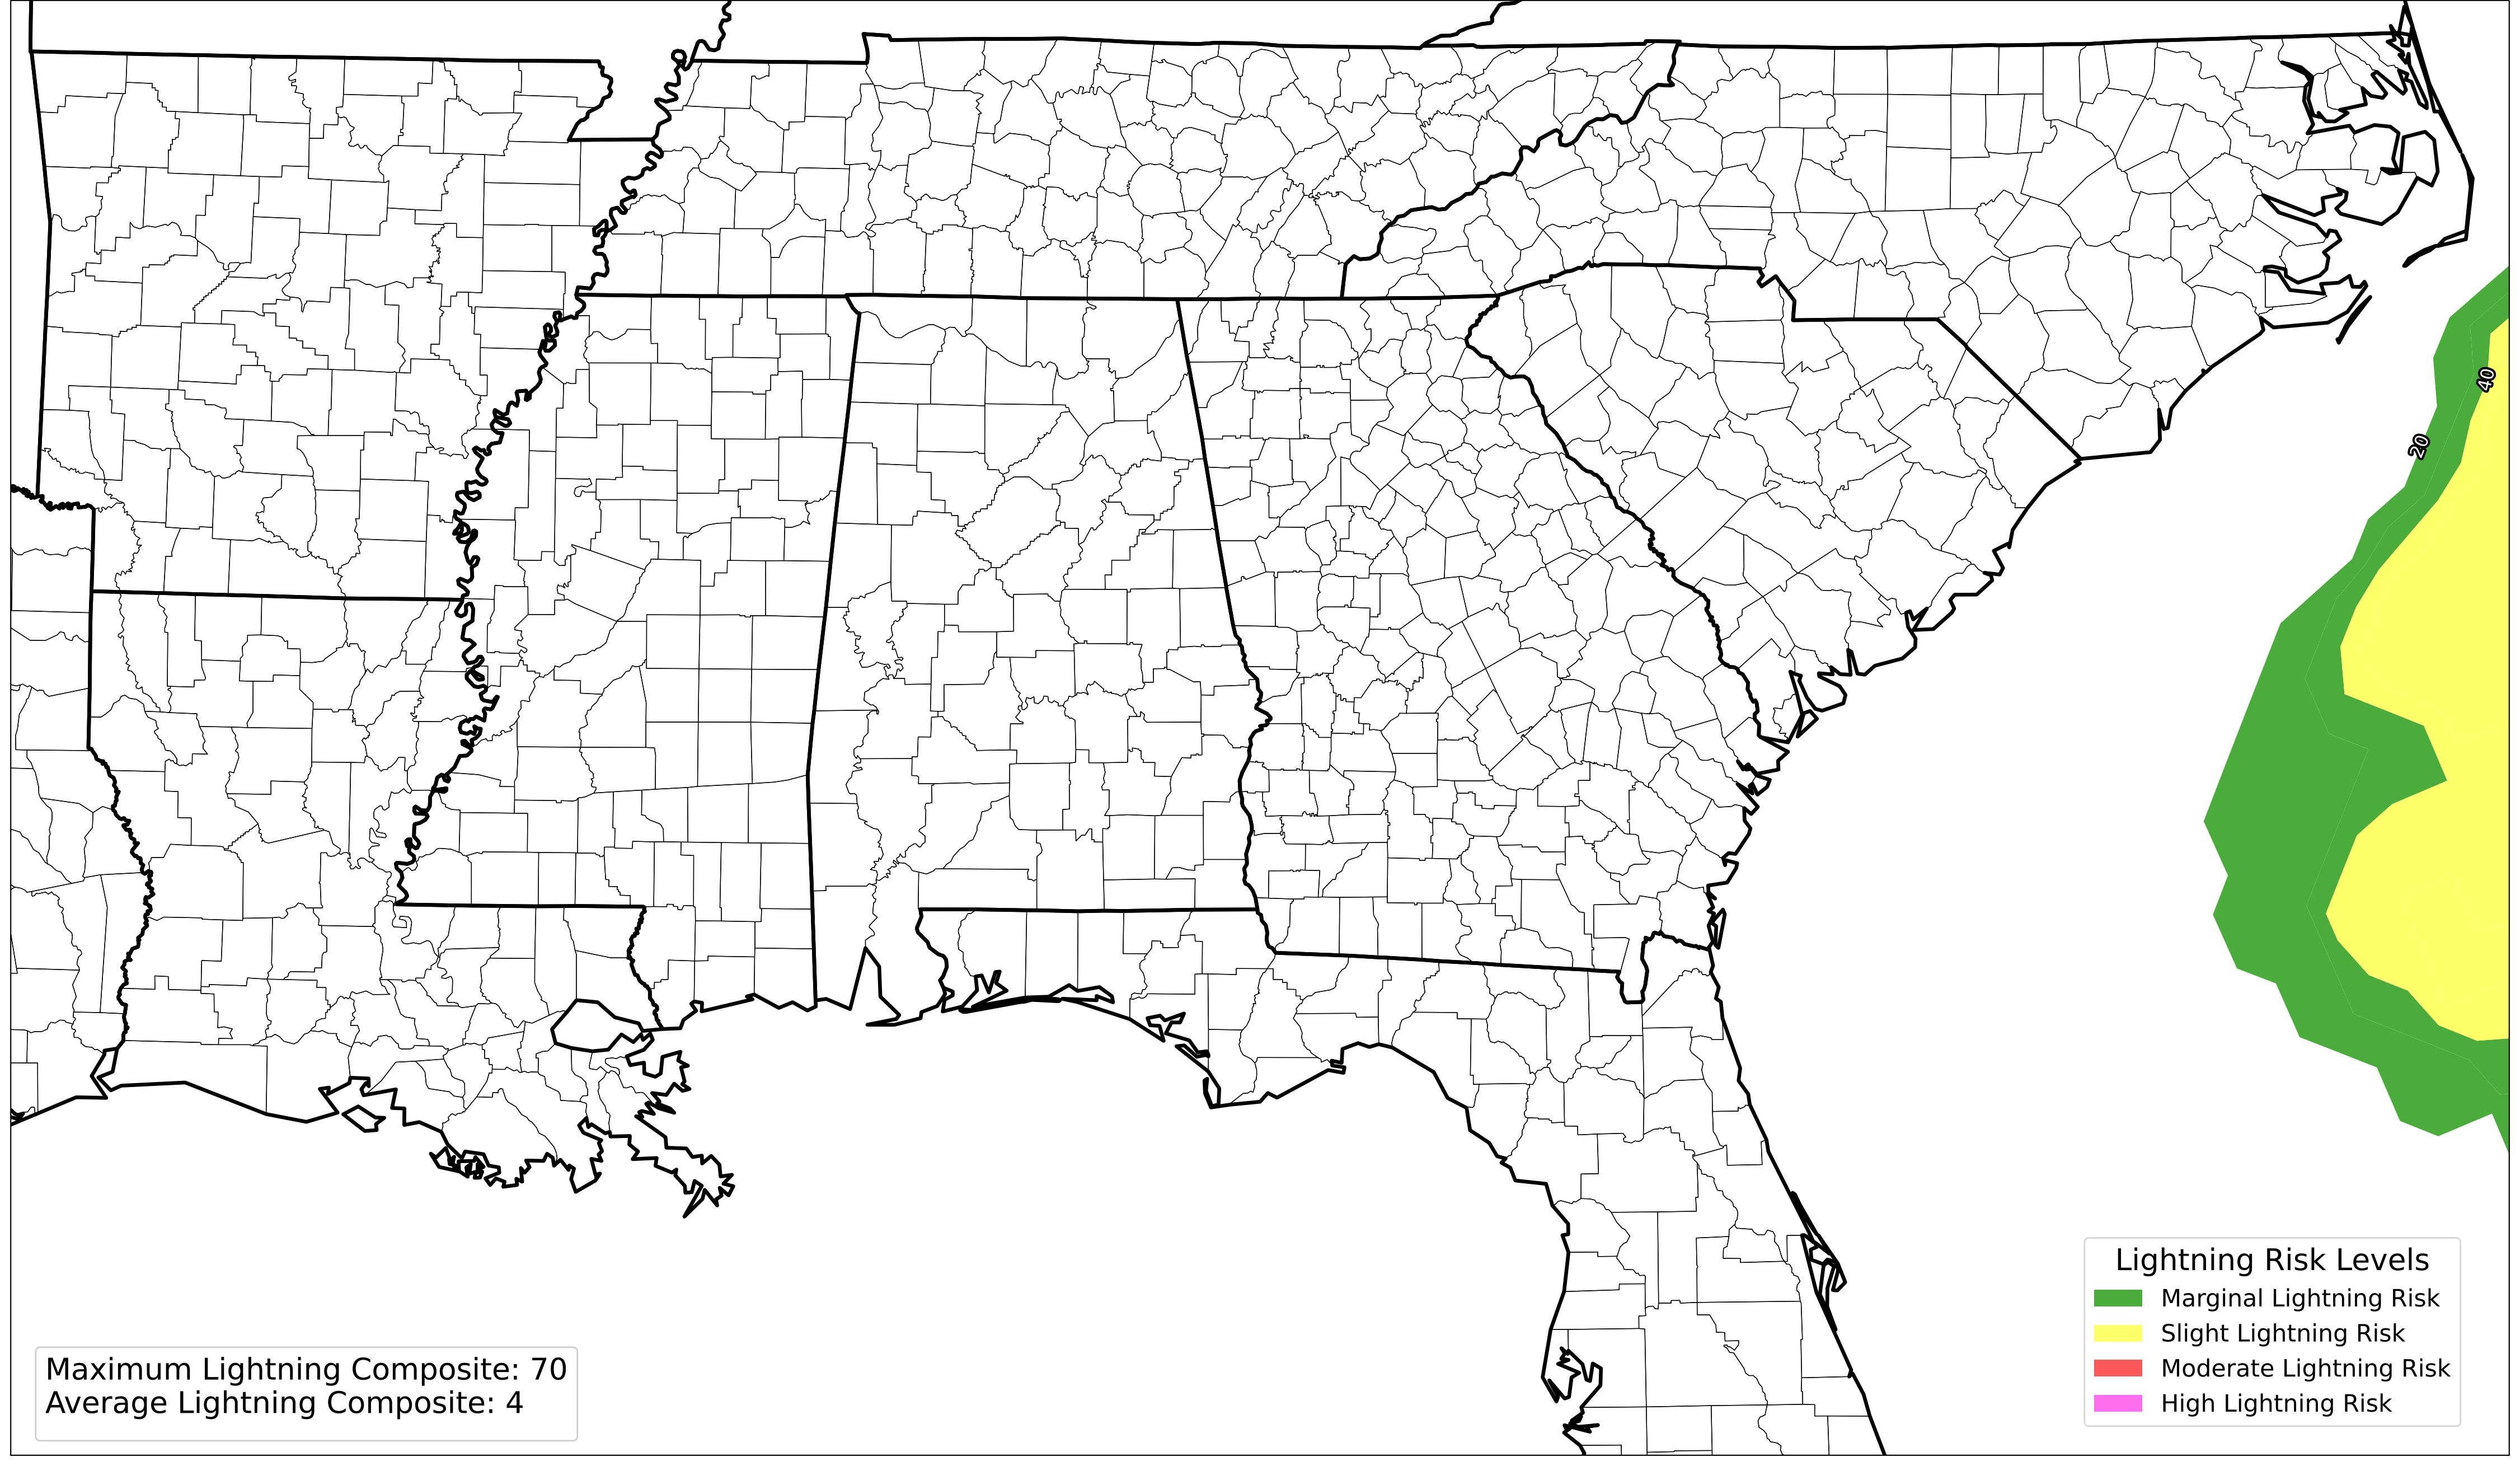 40
20
Lightning Risk Levels
Marginal Lightning Risk
Slight Lightning Risk
Moderate Lightning Risk
High Lightning Risk
Maximum Lightning Composite: 70
Average Lightning Composite: 4